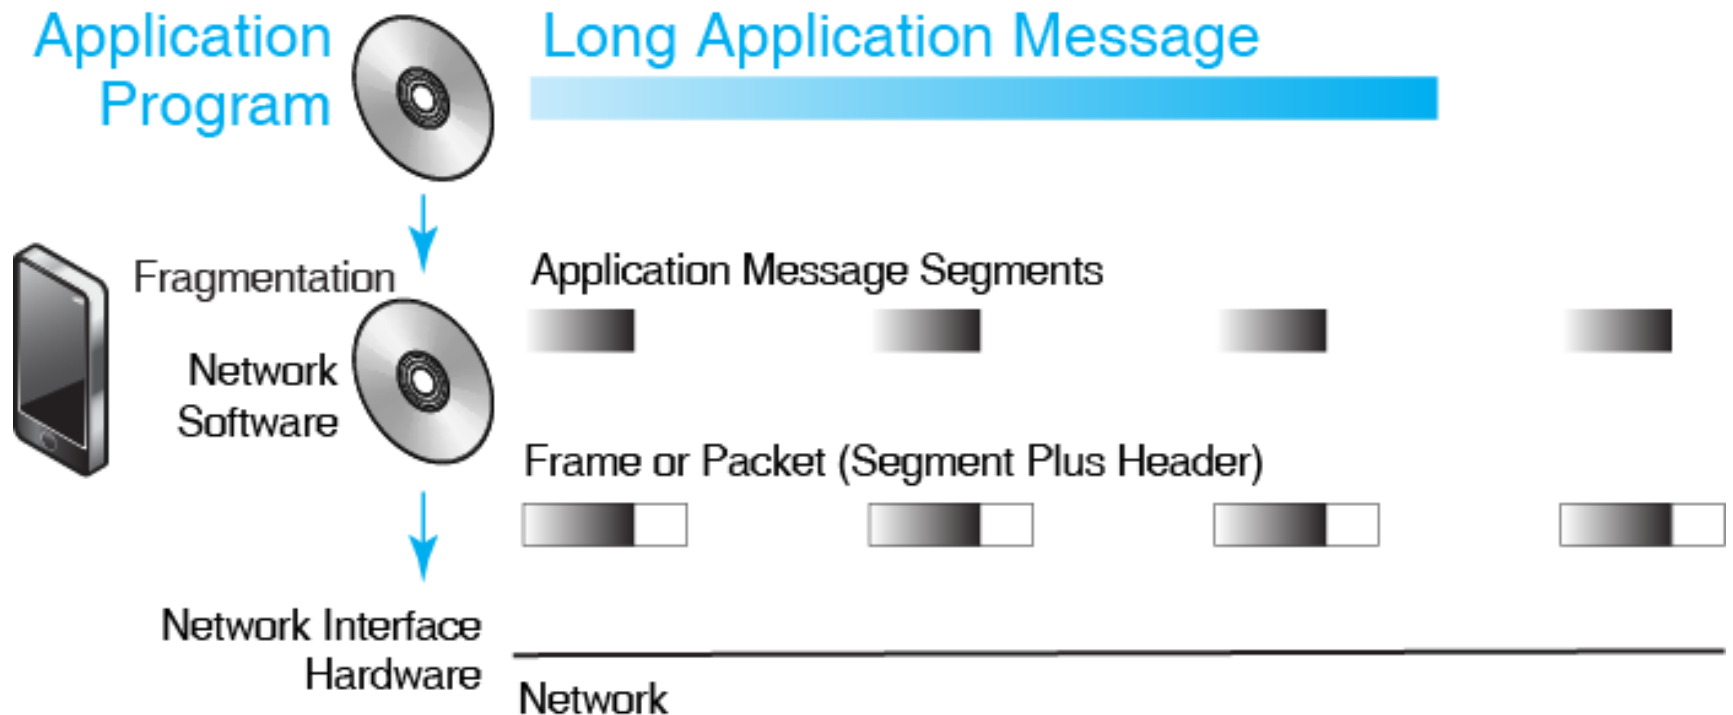 Application
Program
Long Application Message
Fragmentation
Application Message Segments
Network
Software
Frame or Packet (Segment Plus Header)
Network Interface
Hardware
Network